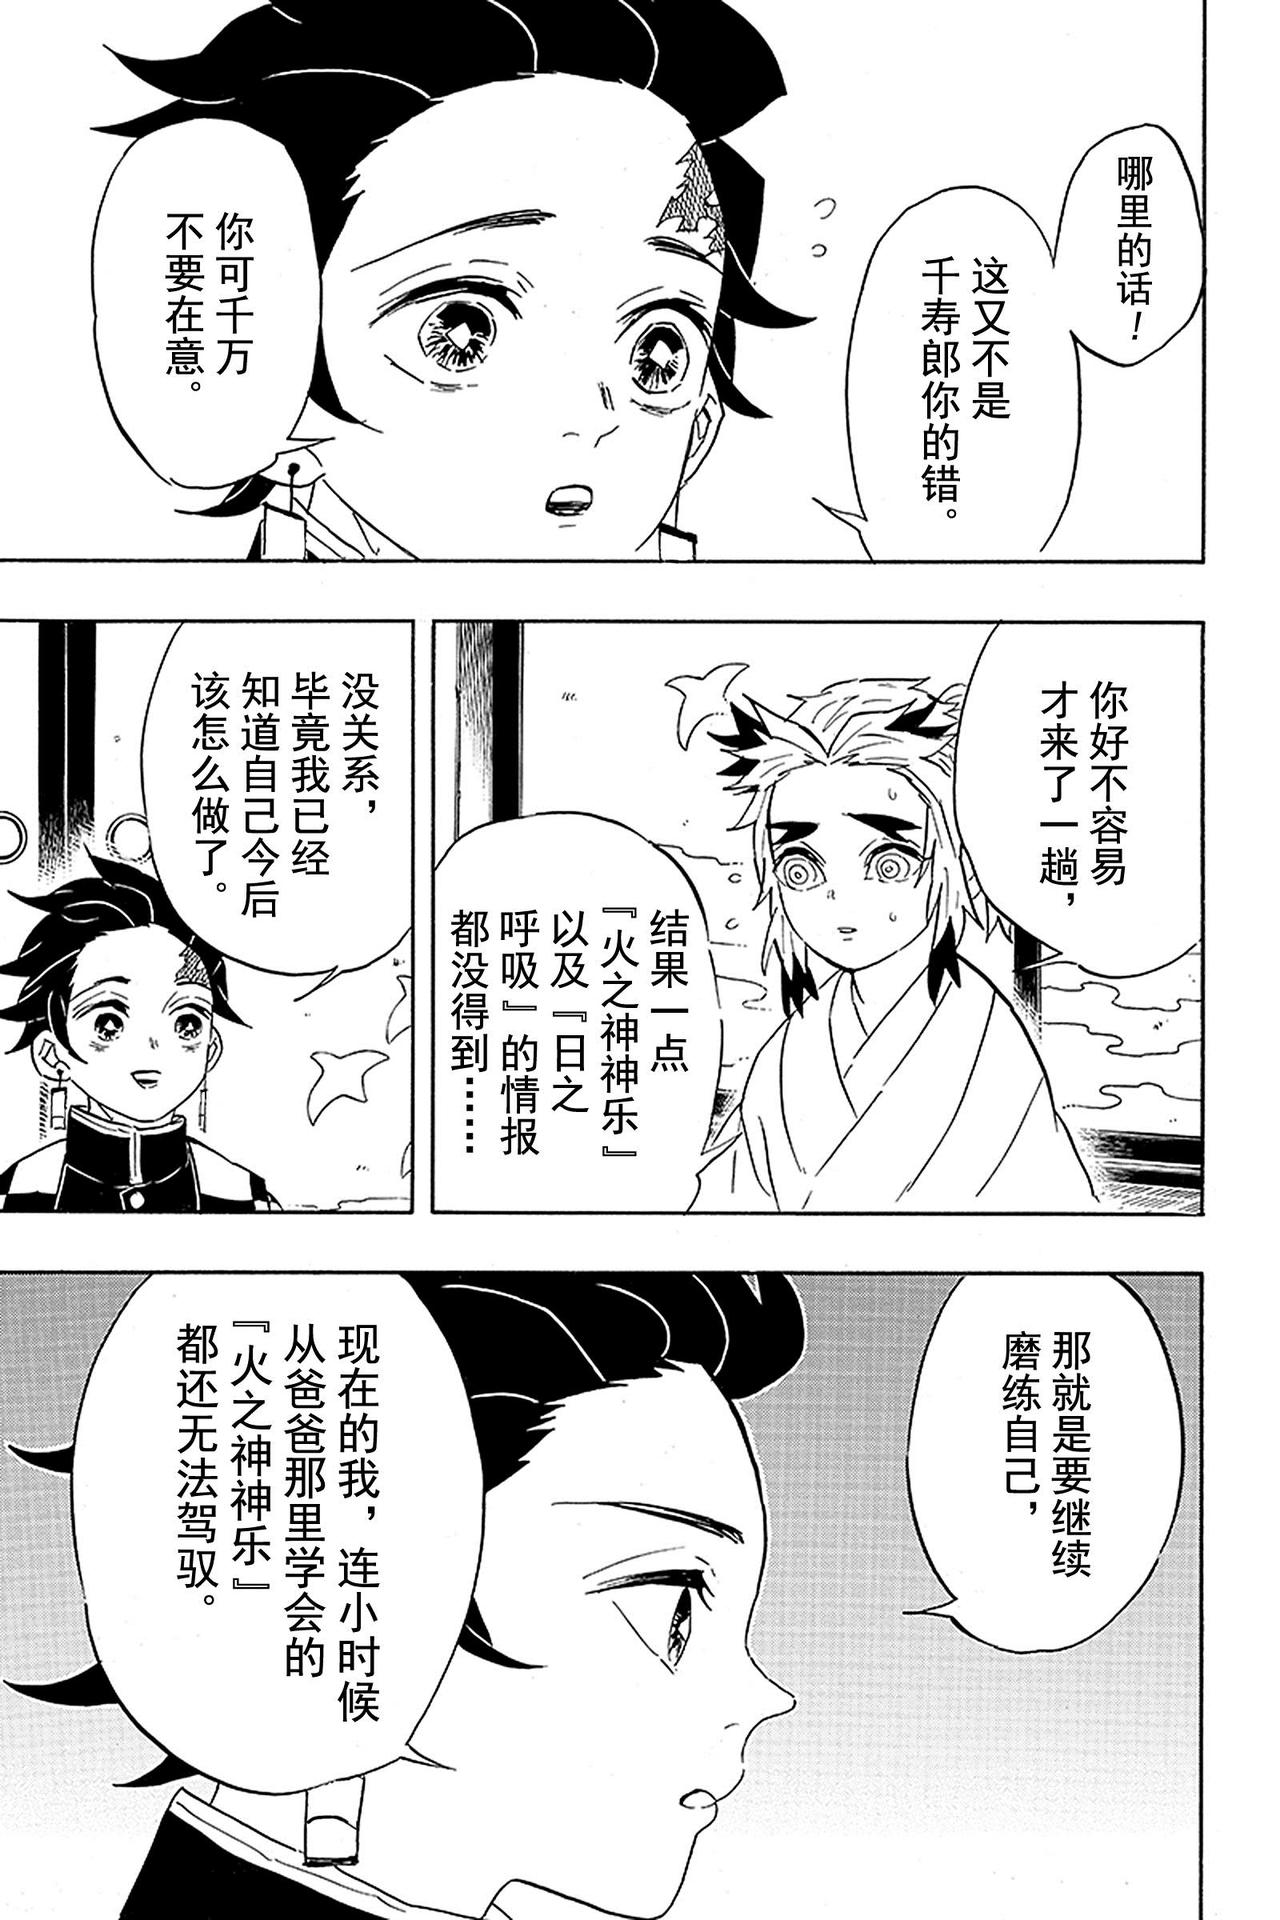 哪里的话！
这又不是
千寿郎你的错。
你可千万
不要在意。
你好不容易
才来了一趟，
结果一点
『火之神神乐』
以及『日之
呼吸』的情报
都没得到……
没关系，
毕竟我已经
知道自己今后
该怎么做了。
那就是要继续
磨练自己，
现在的我，连小时候
从爸爸那里学会的
『火之神神乐』
都还无法驾驭。